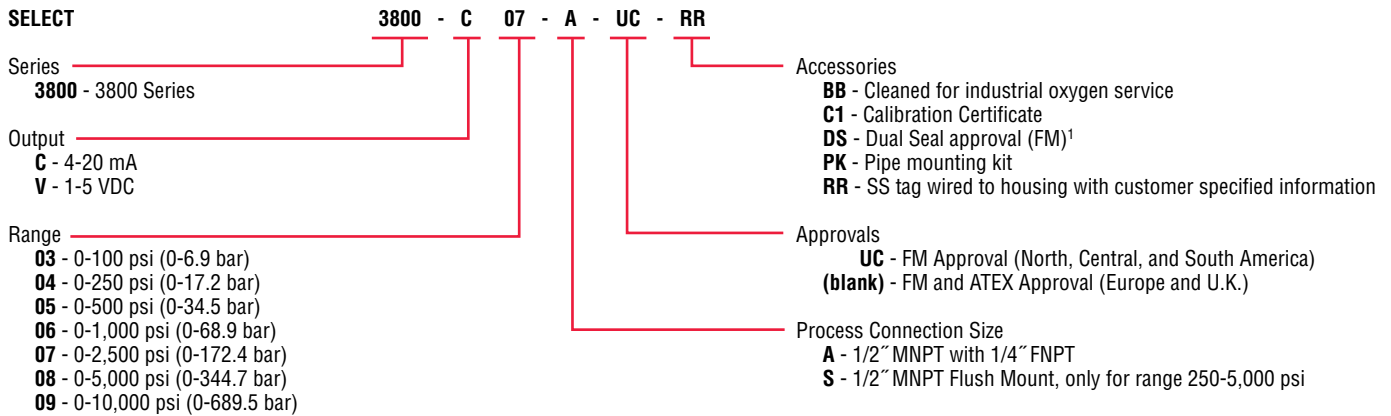 SELECT 3800 - C 07 - A - UC - RR
Series
3800 - 3800 Series
Output
C - 4-20 mA
V - 1-5 VDC
Range
03 - 0-100 psi (0-6.9 bar)
04 - 0-250 psi (0-17.2 bar)
05 - 0-500 psi (0-34.5 bar)
06 - 0-1,000 psi (0-68.9 bar)
07 - 0-2,500 psi (0-172.4 bar)
08 - 0-5,000 psi (0-344.7 bar)
09 - 0-10,000 psi (0-689.5 bar)
Accessories
BB - Cleaned for industrial oxygen service
C1 - Calibration Certificate
DS - Dual Seal approval (FM)¹
PK - Pipe mounting kit
RR - SS tag wired to housing with customer specified information
Approvals
UC - FM Approval (North, Central, and South America)
(blank) - FM and ATEX Approval (Europe and U.K.)
Process Connection Size
A - 1/2˝ MNPT with 1/4˝ FNPT
S - 1/2˝ MNPT Flush Mount, only for range 250-5,000 psi